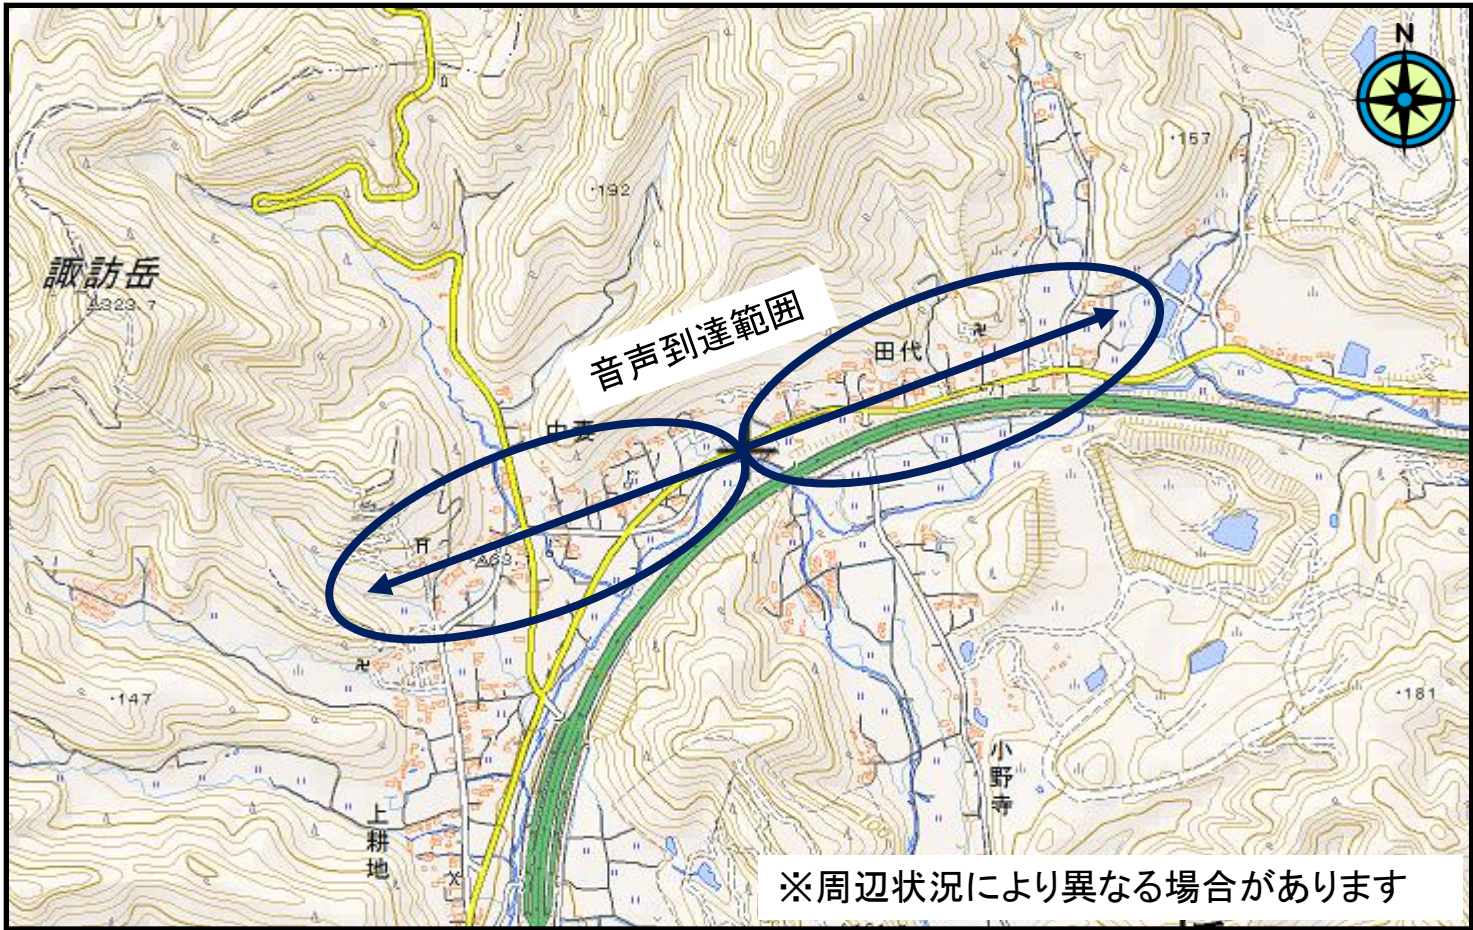 N
・157
・192
諏訪岳
△323.7
音声到達範囲
田代
中妻
・147
・181
小野寺
上耕地
100
※周辺状況により異なる場合があります